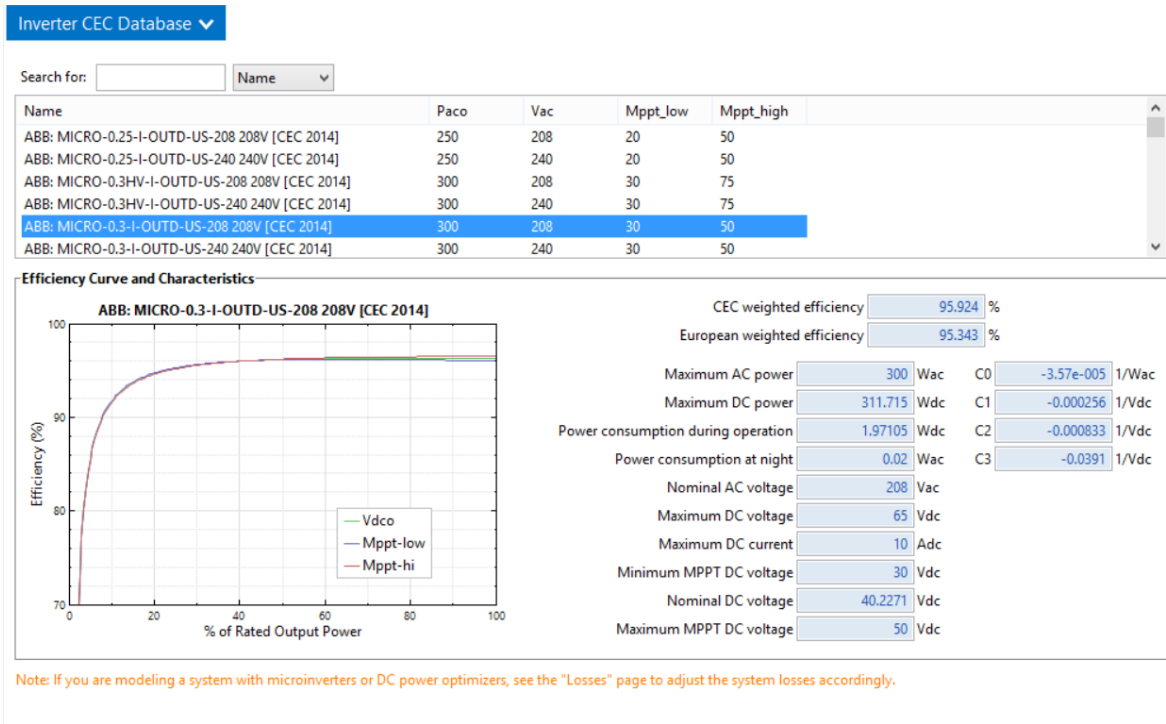 Inverter CEC Database
Search for: Name
Name Paco Vac Mppt_low Mppt_high
ABB: MICRO-0.25-I-OUTD-US-208 208V [CEC 2014] 250 208 20 50
ABB: MICRO-0.25-I-OUTD-US-240 240V [CEC 2014] 250 240 20 50
ABB: MICRO-0.3HV-I-OUTD-US-208 208V [CEC 2014] 300 208 30 75
ABB: MICRO-0.3HV-I-OUTD-US-240 240V [CEC 2014] 300 240 30 75
ABB: MICRO-0.3-I-OUTD-US-208 208V [CEC 2014] 300 208 30 50
ABB: MICRO-0.3-I-OUTD-US-240 240V [CEC 2014] 300 240 30 50
Efficiency Curve and Characteristics
ABB: MICRO-0.3-I-OUTD-US-208 208V [CEC 2014]
100
90
80
70
Efficiency (%)
Vdco
Mppt-low
Mppt-hi
0 20 40 60 80 100
% of Rated Output Power
CEC weighted efficiency 95.924 %
European weighted efficiency 95.343 %
Maximum AC power 300 Wac C0 -3.57e-005 1/Wac
Maximum DC power 311.715 Wdc C1 -0.000256 1/Vdc
Power consumption during operation 1.97105 Wdc C2 -0.000833 1/Vdc
Power consumption at night 0.02 Wac C3 -0.0391 1/Vdc
Nominal AC voltage 208 Vac
Maximum DC voltage 65 Vdc
Maximum DC current 10 Adc
Minimum MPPT DC voltage 30 Vdc
Nominal DC voltage 40.2271 Vdc
Maximum MPPT DC voltage 50 Vdc
Note: If you are modeling a system with microinverters or DC power optimizers, see the "Losses" page to adjust the system losses accordingly.